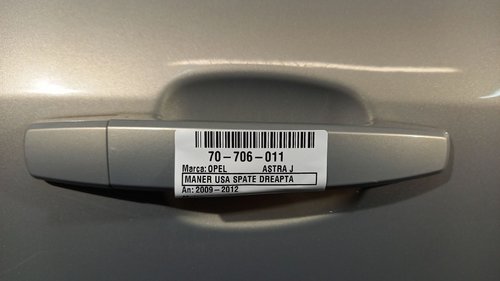 70-706-011
Marca: OPEL ASTRA J
MANER USA SPATE DREAPTA
An: 2009-2012